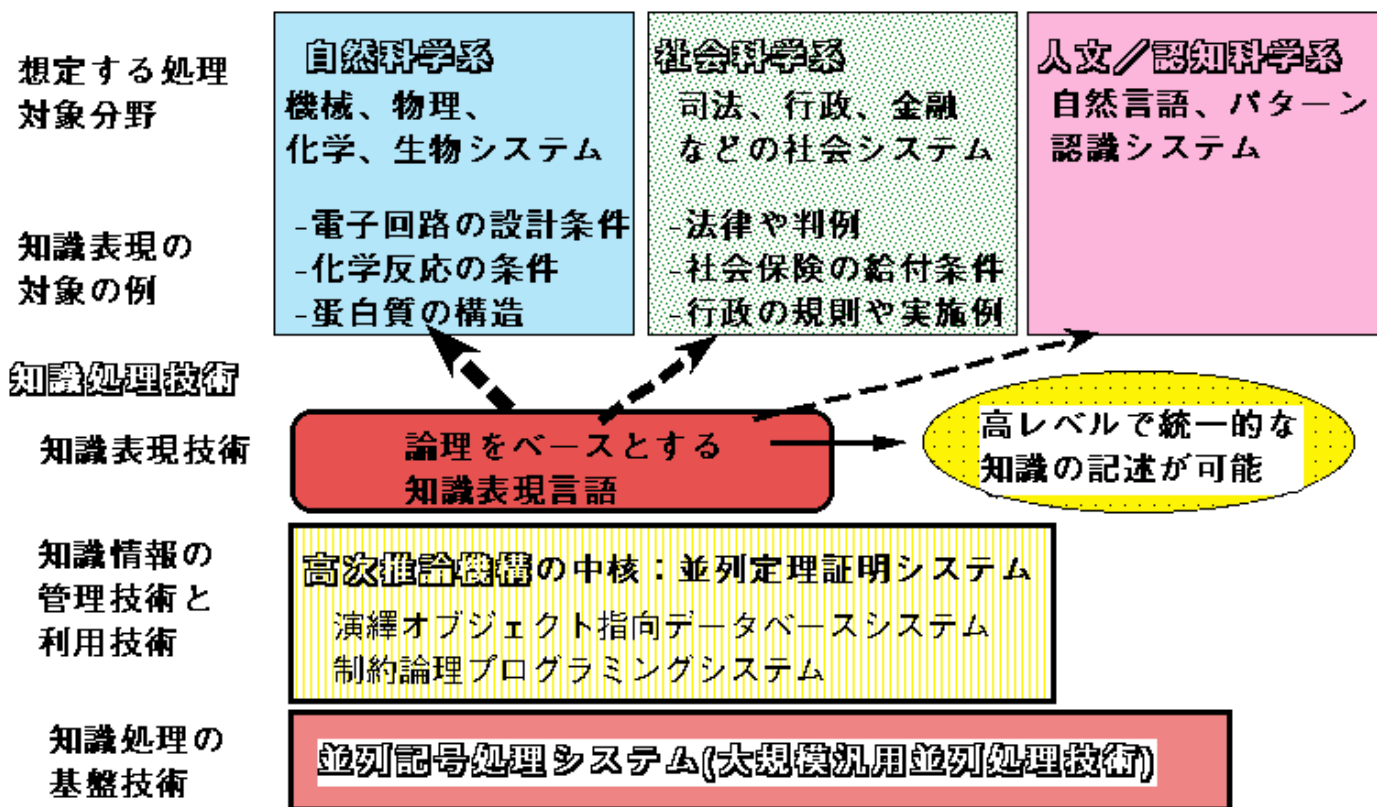 想定する処理
対象分野
自然科学系
機械、物理、
化学、生物システム
社会科学系
司法、行政、金融
などの社会システム
人文／認知科学系
自然言語、パターン
認識システム
知識表現の
対象の例
-電子回路の設計条件
-化学反応の条件
-蛋白質の構造
-法律や判例
-社会保険の給付条件
-行政の規則や実施例
知識処理技術
知識表現技術
論理をベースとする
知識表現言語
高レベルで統一的な
知識の記述が可能
知識情報の
管理技術と
利用技術
高次推論機構の中核：並列定理証明システム
演繹オブジェクト指向データベースシステム
制約論理プログラミングシステム
知識処理の
基盤技術
並列記号処理システム(大規模汎用並列処理技術)